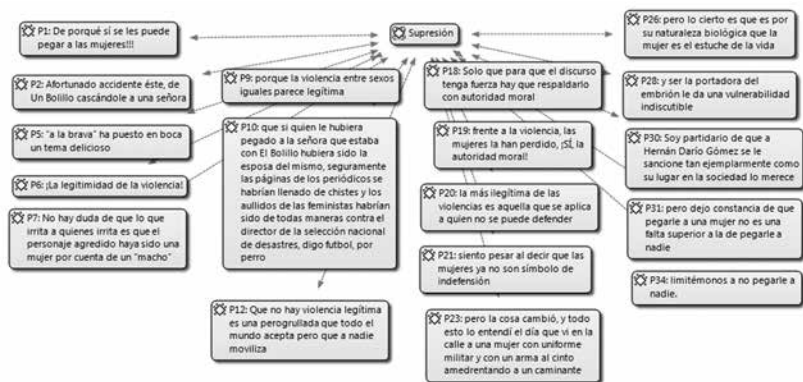 P1: De porqué sí se les puede
pegar a las mujeres!!!
Supresión
P26: pero lo cierto es que es por
su naturaleza biológica que la
mujer es el estuche de la vida
P2: Afortunado accidente éste, de
Un Bolillo cascándole a una señora
P9: porque la violencia entre sexos
iguales parece legítima
P18: Solo que para que el discurso
tenga fuerza hay que respaldarlo
con autoridad moral
P28: y ser la portadora del
embrión le da una vulnerabilidad
indiscutible
P5: "a la brava" ha puesto en boca
un tema delicioso
P10: que si quien le hubiera
pegado a la señora que estaba
con El Bolillo hubiera sido la
esposa del mismo, seguramente
las páginas de los periódicos se
habrían llenado de chistes y los
aullidos de las feministas habrían
sido de todas maneras contra el
director de la selección nacional
de desastres, digo futbol, por
perro
P19: frente a la violencia, las
mujeres la han perdido, ¡SÍ, la
autoridad moral!
P30: Soy partidario de que a
Hernán Darío Gómez se le
sancione tan ejemplarmente como
su lugar en la sociedad lo merece
P6: ¡La legitimidad de la violencia!
P20: la más ilegítima de las
violencias es aquella que se aplica
a quien no se puede defender
P31: pero dejo constancia de que
pegarle a una mujer no es una
falta superior a la de pegarle a
nadie
P7: No hay duda de que lo que
irrita a quienes irrita es que el
personaje agredido haya sido una
mujer por cuenta de un "macho"
P21: siento pesar al decir que las
mujeres ya no son símbolo de
indefensión
P34: limitémonos a no pegarle a
nadie.
P12: Que no hay violencia legítima
es una perogrullada que todo el
mundo acepta pero que a nadie
moviliza
P23: pero la cosa cambió, y todo
esto lo entendí el día que vi en la
calle a una mujer con uniforme
militar y con un arma al cinto
amedrentando a un caminante